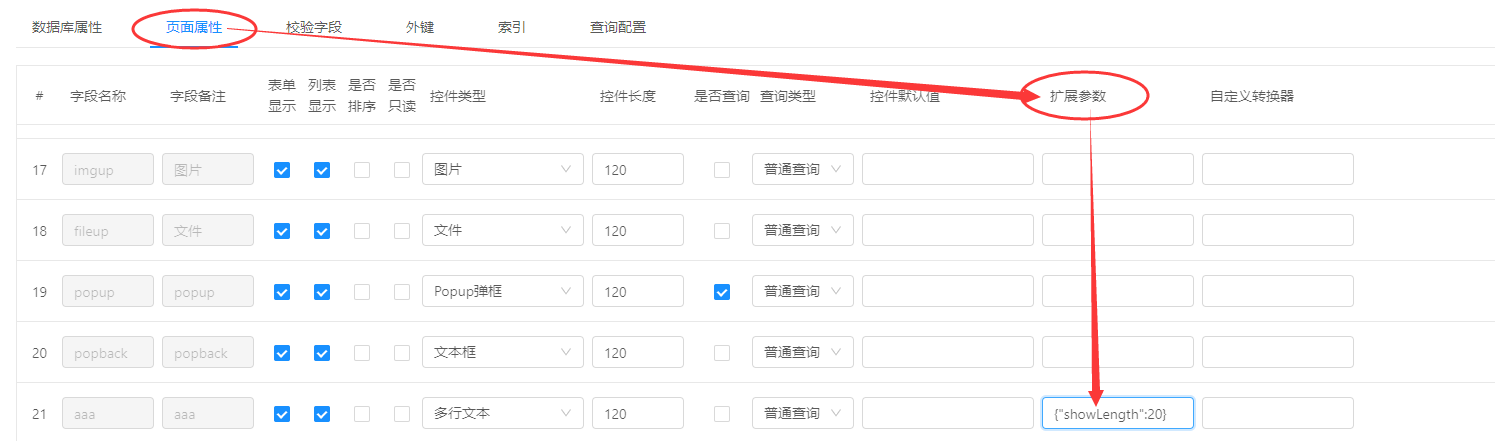 数据库属性 页面属性 校验字段 外键 索引 查询配置
# 字段名称 字段备注 表单显示 列表显示 是否排序 是否只读 控件类型 控件长度 是否查询 查询类型 控件默认值 扩展参数 自定义转换器
17 imgup 图片 图片 120 普通查询
18 fileup 文件 文件 120 普通查询
19 popup popup Popup弹框 120 普通查询
20 popback popback 文本框 120 普通查询
21 aaa aaa 多行文本 120 普通查询 {"showLength":20}